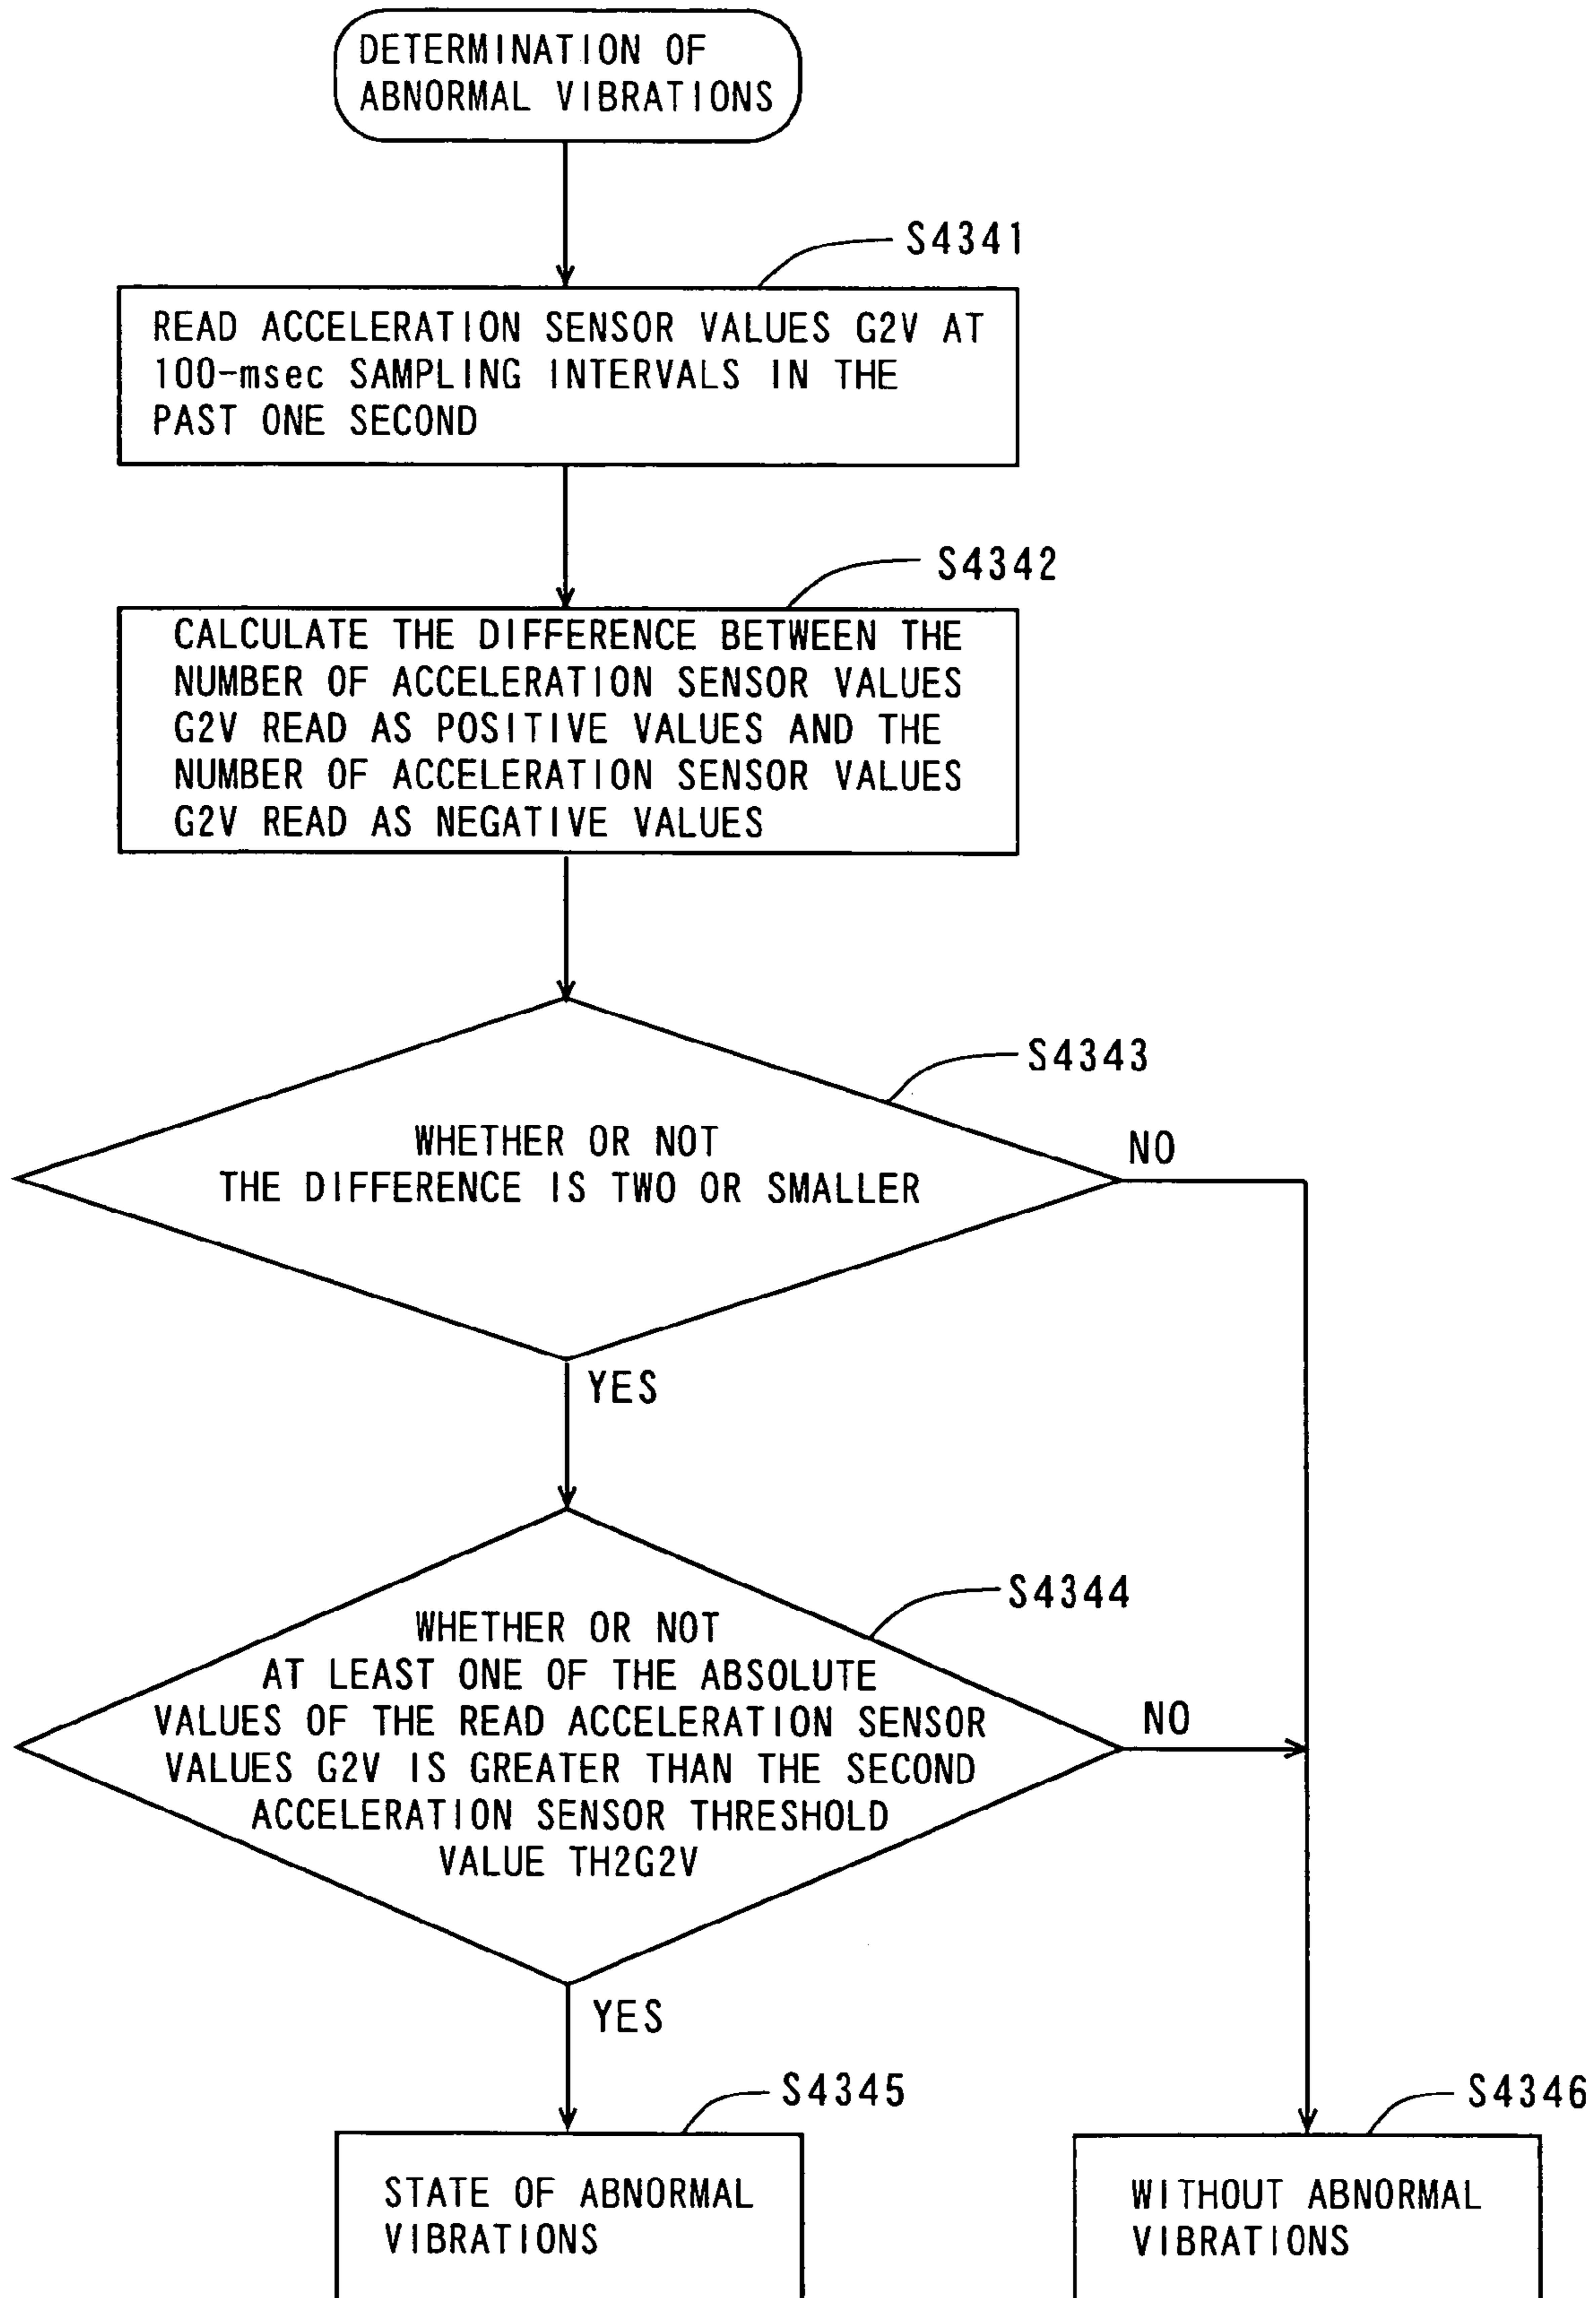 DETERMINATION OF
ABNORMAL VIBRATIONS
S4341
READ ACCELERATION SENSOR VALUES G2V AT
100-msec SAMPLING INTERVALS IN THE
PAST ONE SECOND
S4342
CALCULATE THE DIFFERENCE BETWEEN THE
NUMBER OF ACCELERATION SENSOR VALUES
G2V READ AS POSITIVE VALUES AND THE
NUMBER OF ACCELERATION SENSOR VALUES
G2V READ AS NEGATIVE VALUES
S4343
WHETHER OR NOT
THE DIFFERENCE IS TWO OR SMALLER
NO
YES
S4344
WHETHER OR NOT
AT LEAST ONE OF THE ABSOLUTE
VALUES OF THE READ ACCELERATION SENSOR
VALUES G2V IS GREATER THAN THE SECOND
ACCELERATION SENSOR THRESHOLD
VALUE TH2G2V
NO
YES
S4345
STATE OF ABNORMAL
VIBRATIONS
S4346
WITHOUT ABNORMAL
VIBRATIONS